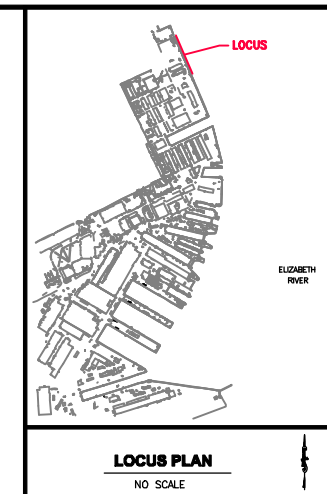 LOCUS
ELIZABETH
RIVER
LOCUS PLAN
NO SCALE